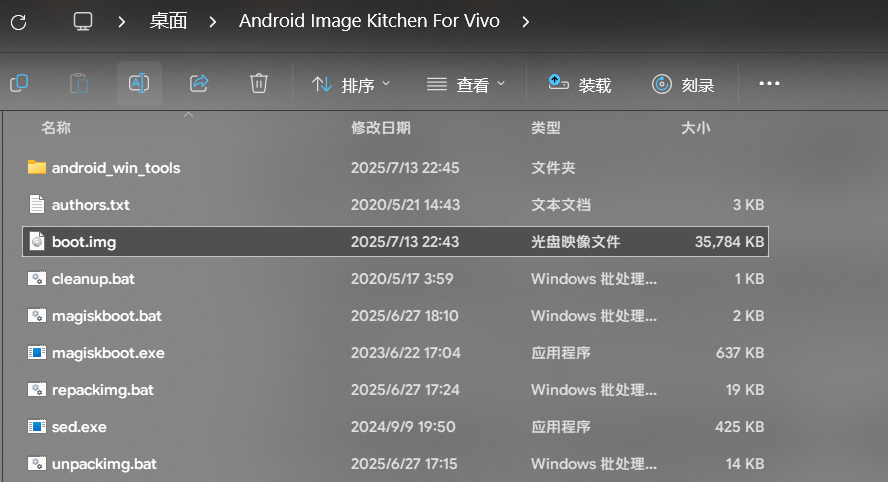 桌面 Android Image Kitchen For Vivo
排序 查看 装载 刻录
名称 修改日期 类型 大小
android_win_tools 2025/7/13 22:45 文件夹
authors.txt 2020/5/21 14:43 文本文档 3 KB
boot.img 2025/7/13 22:43 光盘映像文件 35,784 KB
cleanup.bat 2020/5/17 3:59 Windows 批处理... 1 KB
magiskboot.bat 2025/6/27 18:10 Windows 批处理... 2 KB
magiskboot.exe 2023/6/22 17:04 应用程序 637 KB
repackimg.bat 2025/6/27 17:24 Windows 批处理... 19 KB
sed.exe 2024/9/9 19:50 应用程序 425 KB
unpackimg.bat 2025/6/27 17:15 Windows 批处理... 14 KB